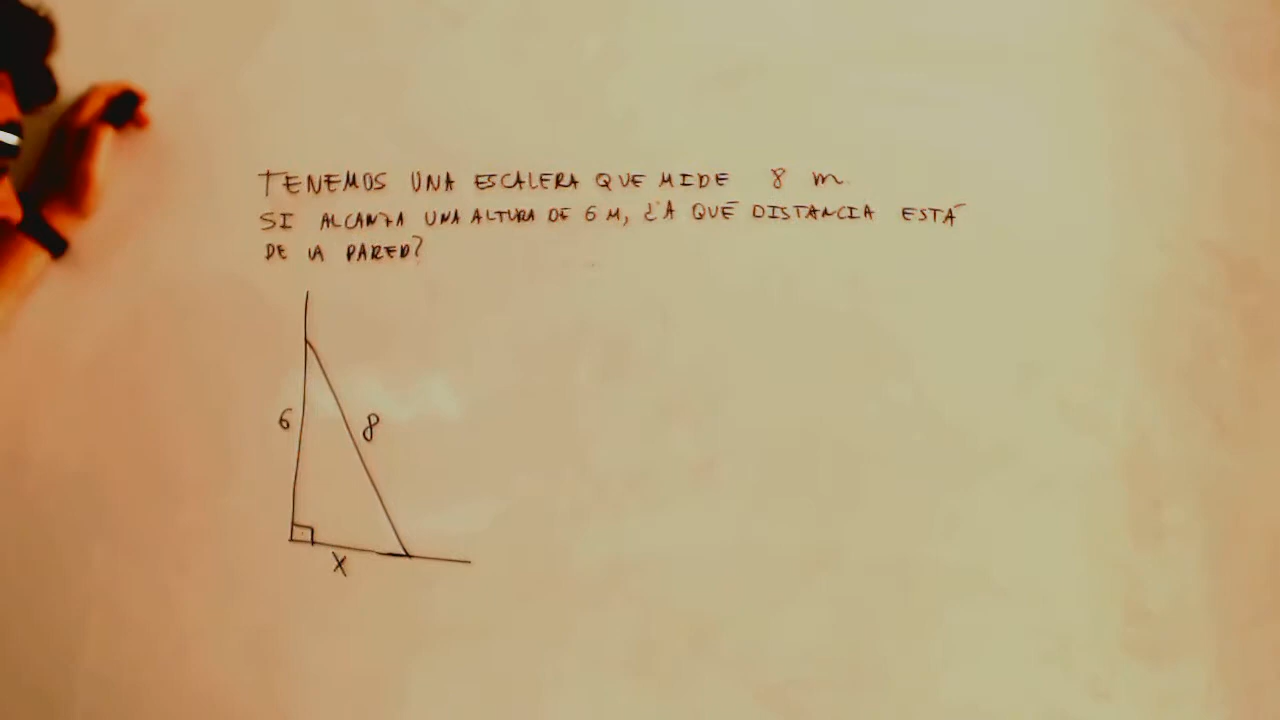 TENEMOS UNA ESCALERA QUE MIDE 8 m.
SI ALCANZA UNA ALTURA DE 6 M, ¿A QUÉ DISTANCIA ESTÁ
DE LA PARED?
6
8
X